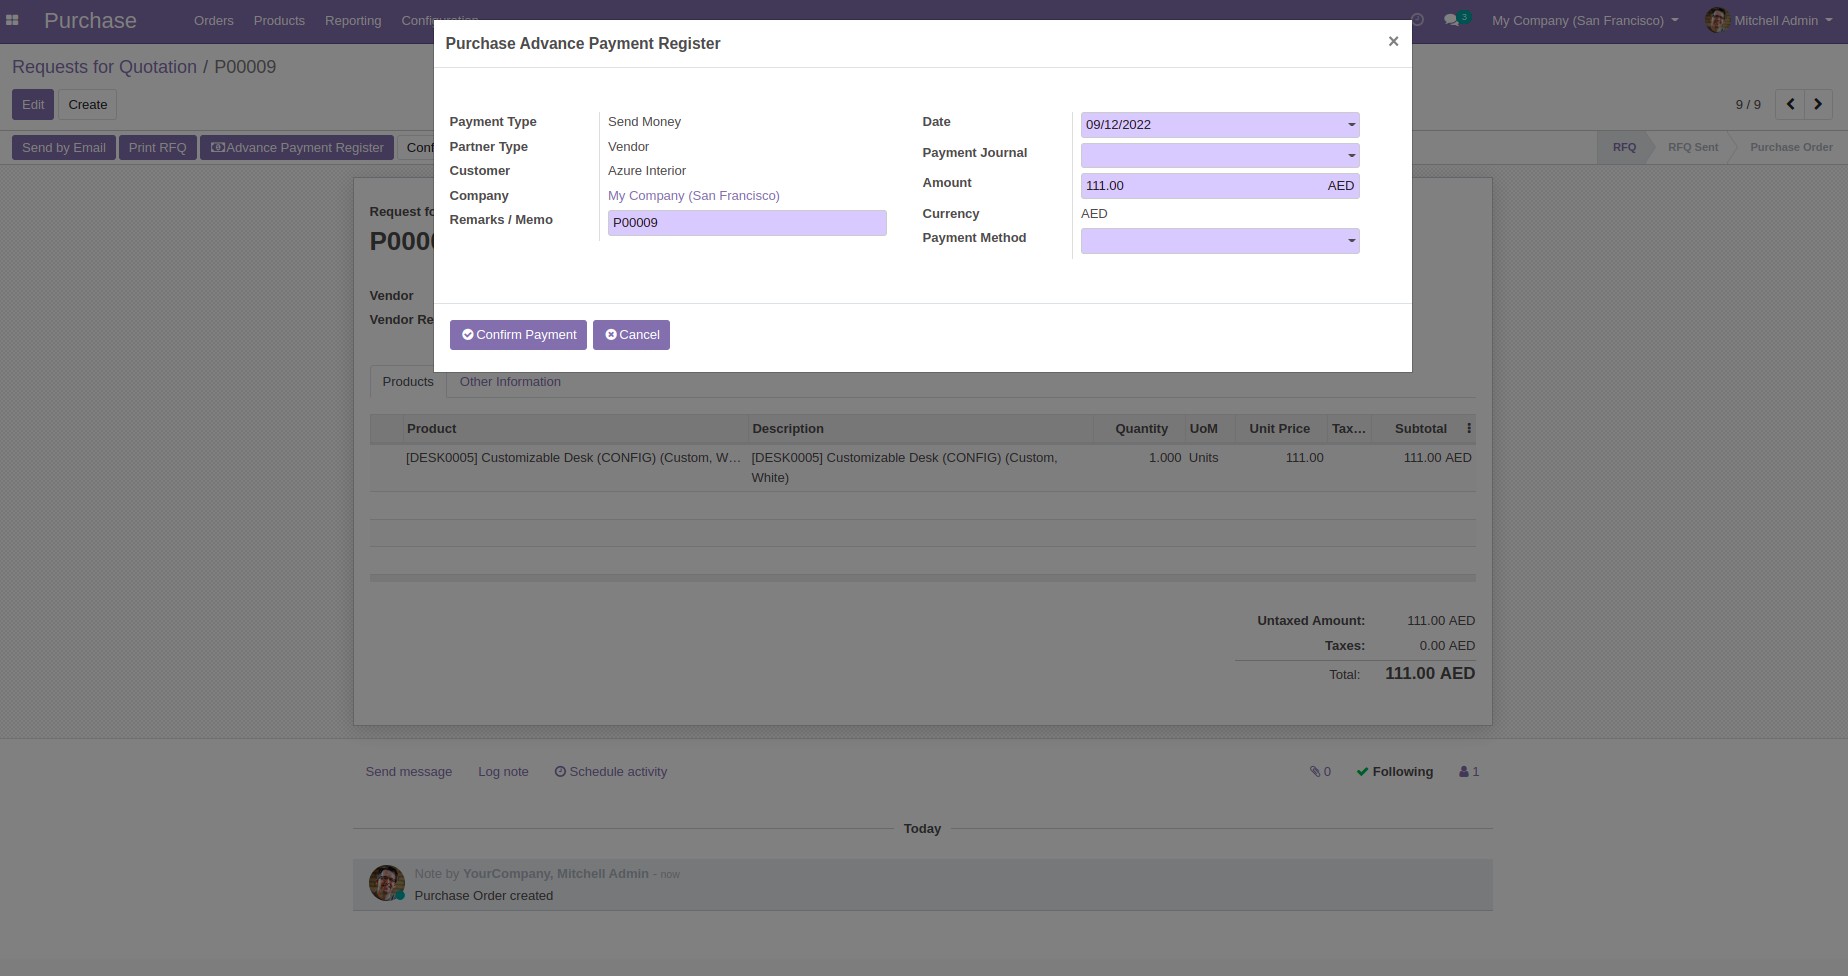 Purchase
Orders
Products
Reporting
Configuration
3
My Company (San Francisco)
Mitchell Admin
Requests for Quotation / P00009
Edit
Create
9 / 9
Send by Email
Print RFQ
Advance Payment Register
Conf
RFQ
RFQ Sent
Purchase Order
Purchase Advance Payment Register
×
Payment Type
Send Money
Partner Type
Vendor
Customer
Azure Interior
Company
My Company (San Francisco)
Remarks / Memo
P00009
Date
09/12/2022
Payment Journal
Amount
111.00 AED
Currency
AED
Payment Method
Confirm Payment
Cancel
Request fo
P000
Vendor
Vendor Re
Products
Other Information
Product Description Quantity UoM Unit Price Tax... Subtotal
[DESK0005] Customizable Desk (CONFIG) (Custom, W... [DESK0005] Customizable Desk (CONFIG) (Custom, 1.000 Units 111.00 111.00 AED
White)
Untaxed Amount: 111.00 AED
Taxes: 0.00 AED
Total: 111.00 AED
Send message
Log note
Schedule activity
0
Following
1
Today
Note by YourCompany, Mitchell Admin - now
Purchase Order created